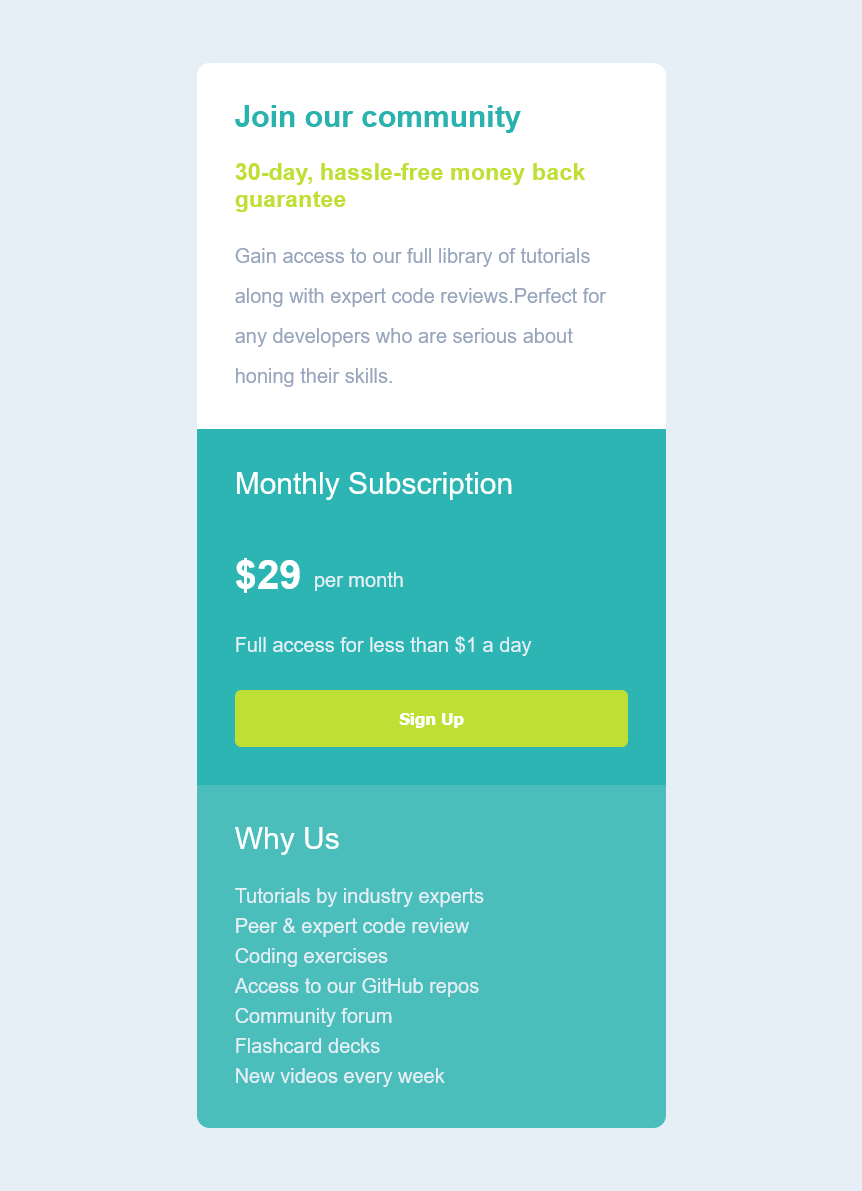 Join our community
30-day, hassle-free money back
guarantee
Gain access to our full library of tutorials
along with expert code reviews.Perfect for
any developers who are serious about
honing their skills.
Monthly Subscription
$29 per month
Full access for less than $1 a day
Sign Up
Why Us
Tutorials by industry experts
Peer & expert code review
Coding exercises
Access to our GitHub repos
Community forum
Flashcard decks
New videos every week